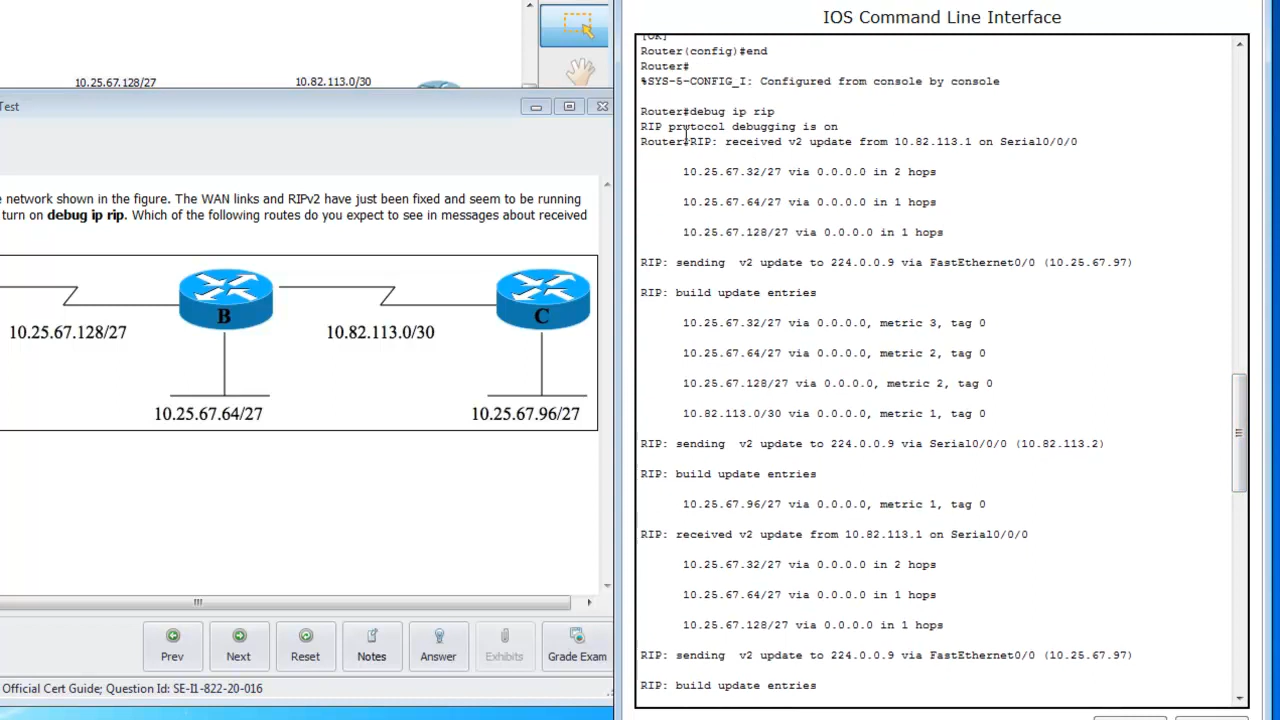 10.25.67.128/27
10.82.113.0/30
Test
e network shown in the figure. The WAN links and RIPv2 have just been fixed and seem to be running
turn on debug ip rip. Which of the following routes do you expect to see in messages about received
B
C
10.25.67.128/27
10.82.113.0/30
10.25.67.64/27
10.25.67.96/27
Prev
Next
Reset
Notes
Answer
Exhibits
Grade Exam
Official Cert Guide; Question Id: SE-I1-822-20-016
IOS Command Line Interface
[OK]
Router(config)#end
Router#
%SYS-5-CONFIG_I: Configured from console by console
Router#debug ip rip
RIP protocol debugging is on
Router#RIP: received v2 update from 10.82.113.1 on Serial0/0/0
10.25.67.32/27 via 0.0.0.0 in 2 hops
10.25.67.64/27 via 0.0.0.0 in 1 hops
10.25.67.128/27 via 0.0.0.0 in 1 hops
RIP: sending  v2 update to 224.0.0.9 via FastEthernet0/0 (10.25.67.97)
RIP: build update entries
10.25.67.32/27 via 0.0.0.0, metric 3, tag 0
10.25.67.64/27 via 0.0.0.0, metric 2, tag 0
10.25.67.128/27 via 0.0.0.0, metric 2, tag 0
10.82.113.0/30 via 0.0.0.0, metric 1, tag 0
RIP: sending  v2 update to 224.0.0.9 via Serial0/0/0 (10.82.113.2)
RIP: build update entries
10.25.67.96/27 via 0.0.0.0, metric 1, tag 0
RIP: received v2 update from 10.82.113.1 on Serial0/0/0
10.25.67.32/27 via 0.0.0.0 in 2 hops
10.25.67.64/27 via 0.0.0.0 in 1 hops
10.25.67.128/27 via 0.0.0.0 in 1 hops
RIP: sending  v2 update to 224.0.0.9 via FastEthernet0/0 (10.25.67.97)
RIP: build update entries